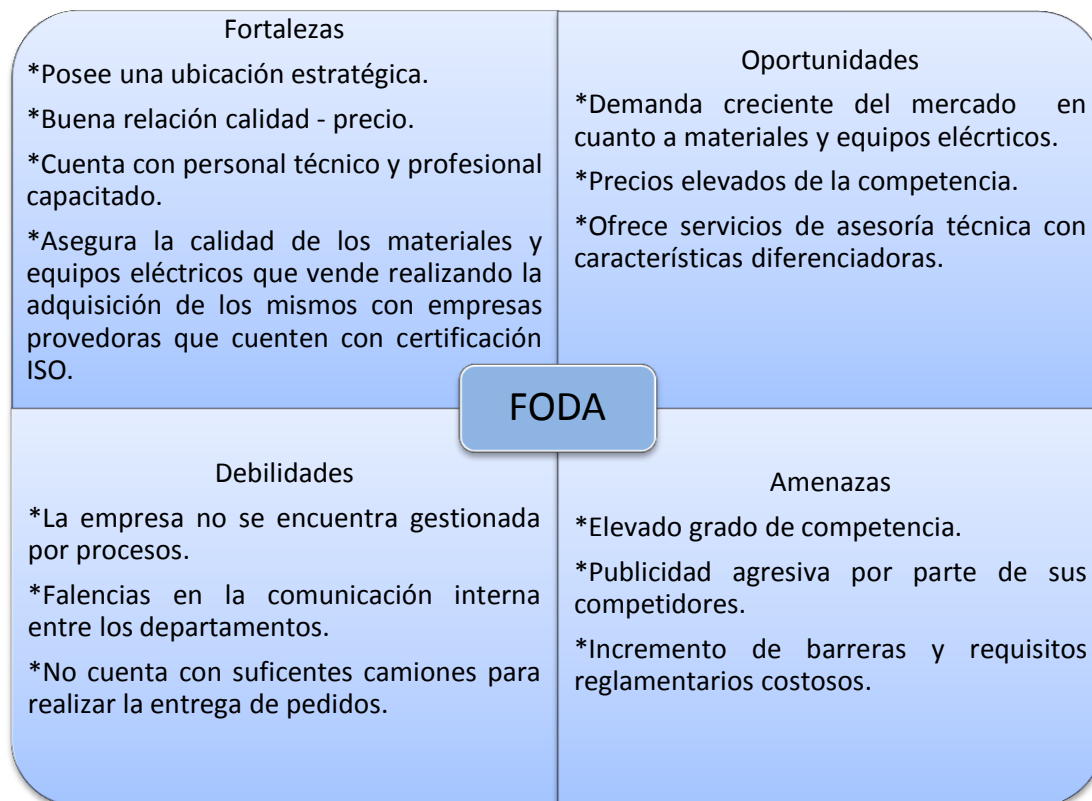 Fortalezas
*Posee una ubicación estratégica.
*Buena relación calidad - precio.
*Cuenta con personal técnico y profesional
capacitado.
*Asegura la calidad de los materiales y
equipos eléctricos que vende realizando la
adquisición de los mismos con empresas
provedoras que cuenten con certificación
ISO.
Oportunidades
*Demanda creciente del mercado en
cuanto a materiales y equipos elécrticos.
*Precios elevados de la competencia.
*Ofrece servicios de asesoría técnica con
características diferenciadoras.
FODA
Debilidades
*La empresa no se encuentra gestionada
por procesos.
*Falencias en la comunicación interna
entre los departamentos.
*No cuenta con suficentes camiones para
realizar la entrega de pedidos.
Amenazas
*Elevado grado de competencia.
*Publicidad agresiva por parte de sus
competidores.
*Incremento de barreras y requisitos
reglamentarios costosos.